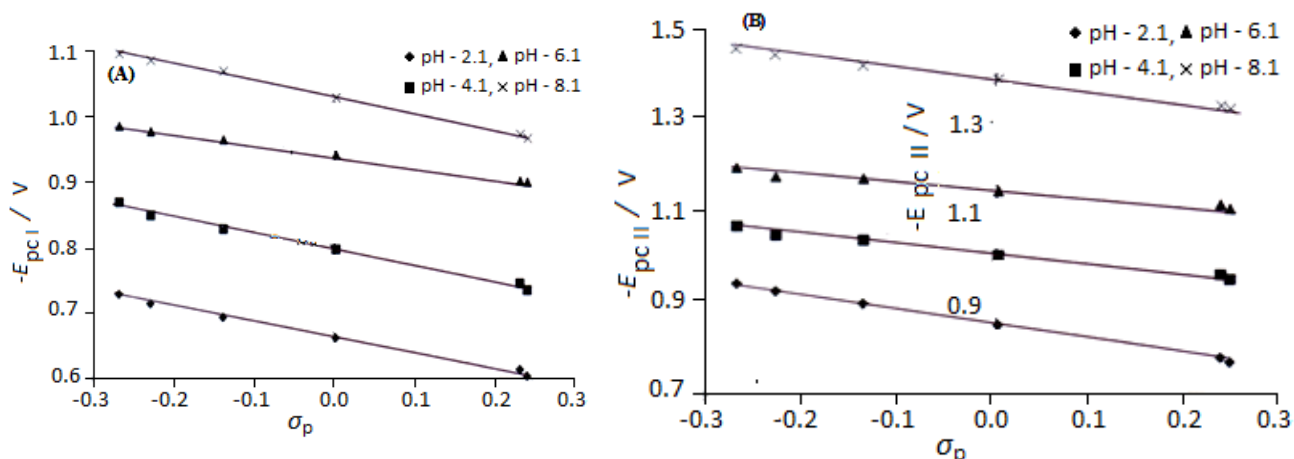 (A)
pH - 2.1, pH - 6.1
pH - 4.1, pH - 8.1
1.1
1.0
0.9
0.8
0.7
0.6
-0.3 -0.2 -0.1 0.0 0.1 0.2 0.3
σp
-Epc I / V
(B)
pH - 2.1, pH - 6.1
pH - 4.1, pH - 8.1
1.5
1.3
1.1
0.9
0.7
-0.3 -0.2 -0.1 0.0 0.1 0.2 0.3
σp
-Epc II / V
1.3
1.1
0.9
-E pc II / V